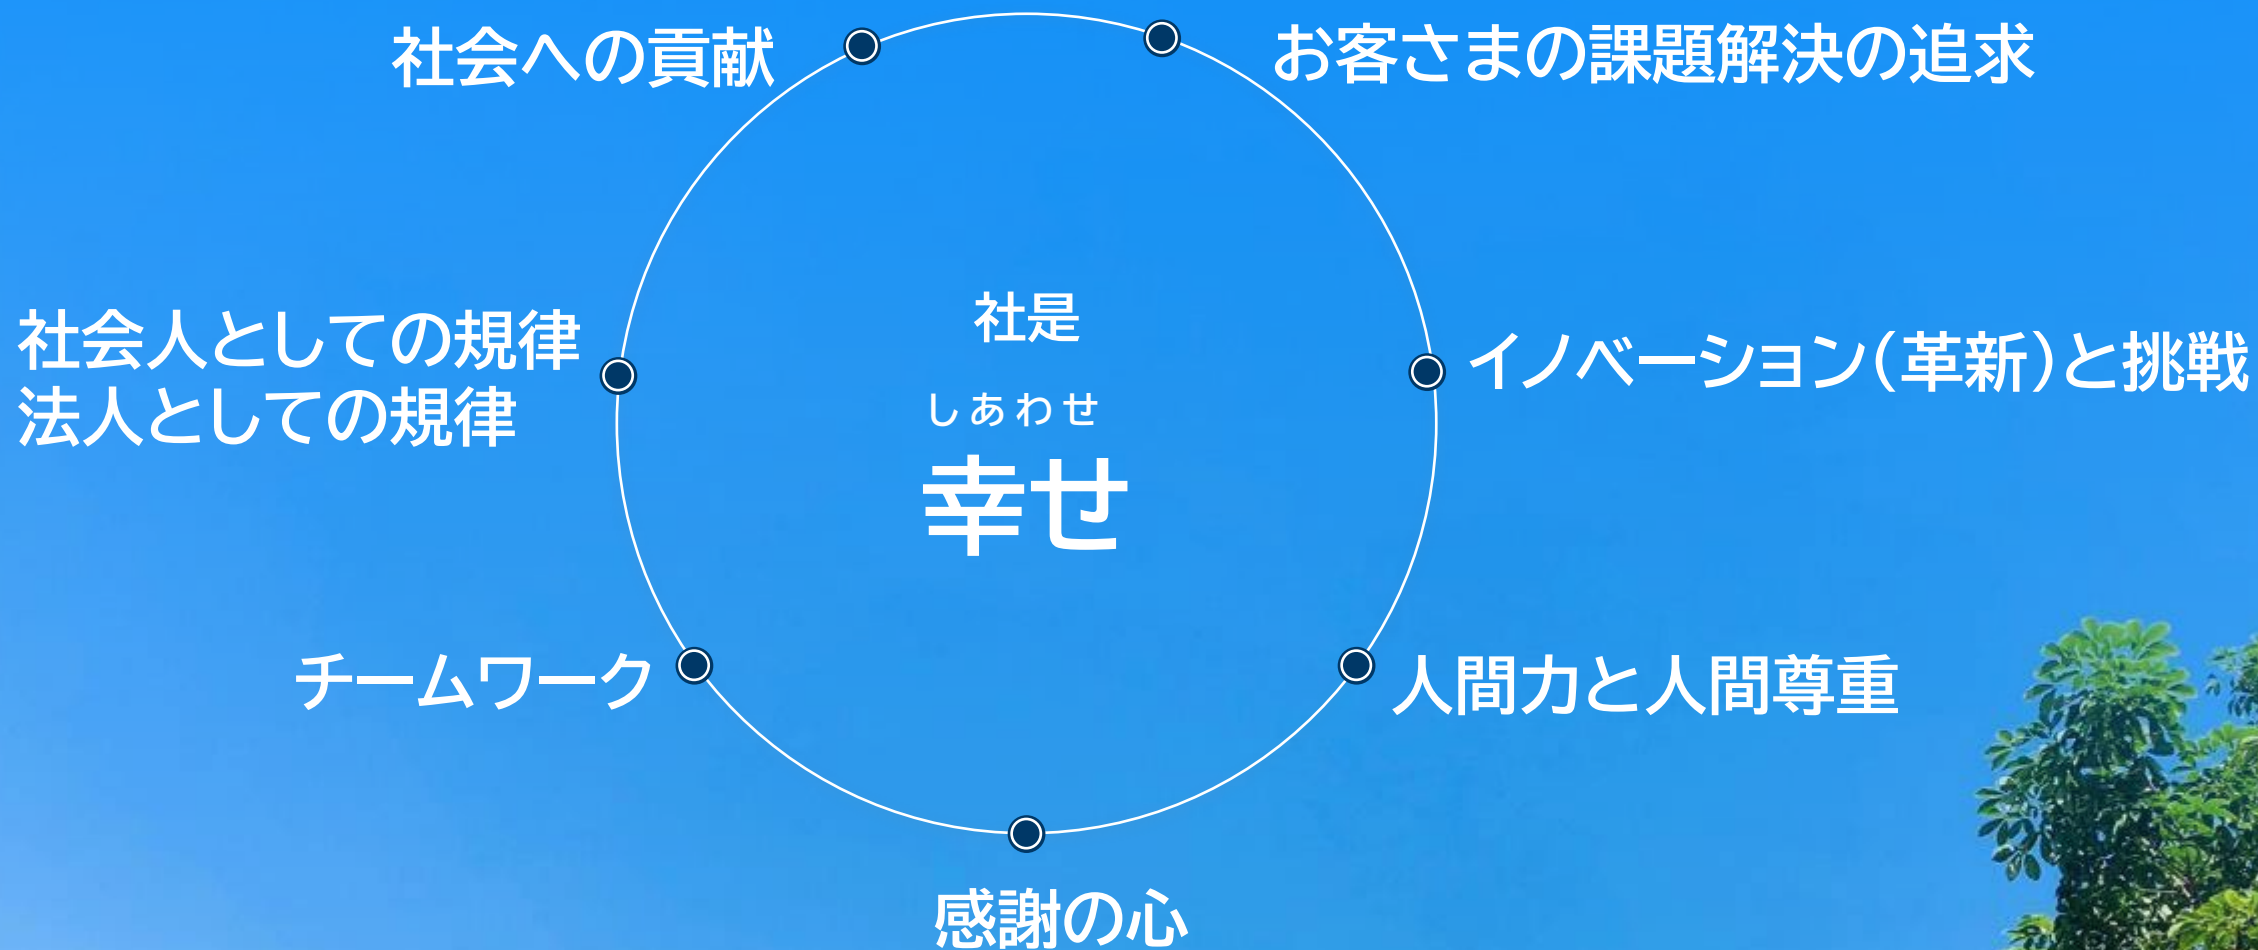 社会への貢献
お客さまの課題解決の追求
社是
しあわせ
幸せ
社会人としての規律
法人としての規律
イノベーション（革新）と挑戦
チームワーク
人間力と人間尊重
感謝の心